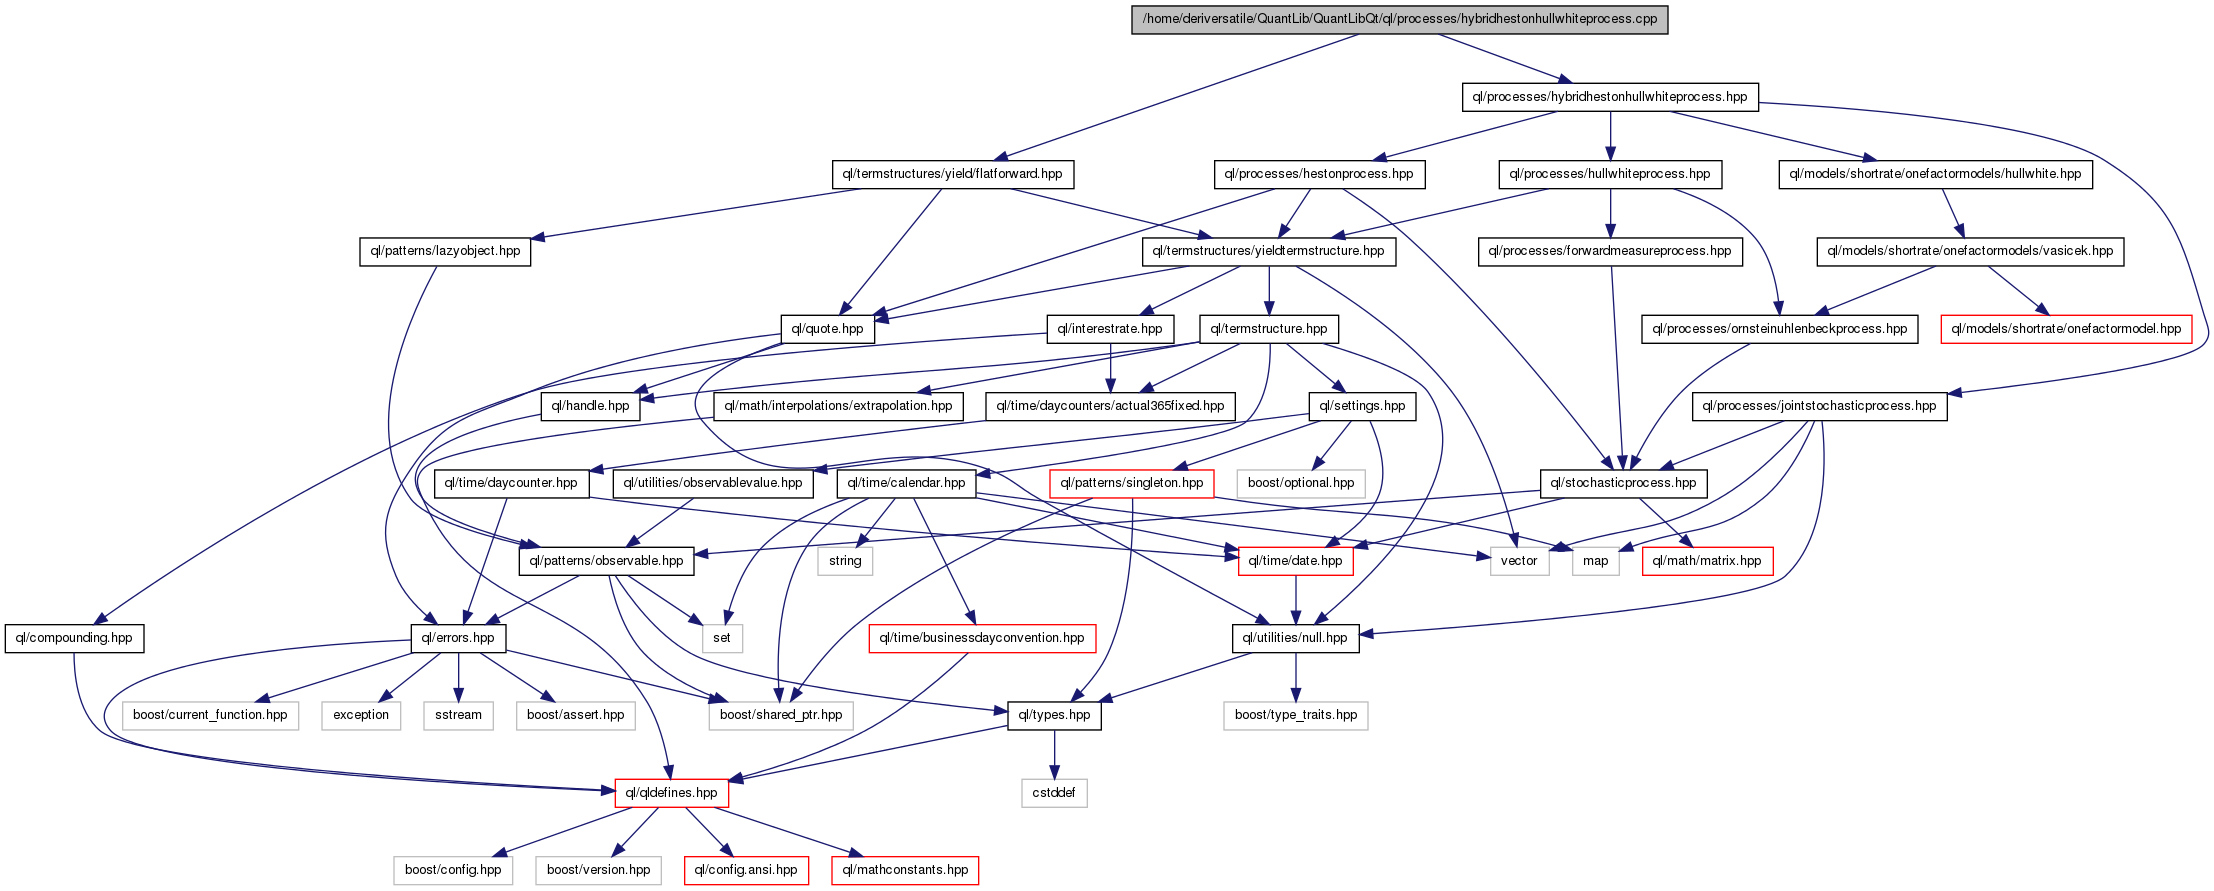 /home/deriversatile/QuantLib/QuantLibQt/ql/processes/hybridhestonhullwhiteprocess.cpp
ql/processes/hybridhestonhullwhiteprocess.hpp
ql/termstructures/yield/flatforward.hpp
ql/processes/hestonprocess.hpp
ql/processes/hullwhiteprocess.hpp
ql/models/shortrate/onefactormodels/hullwhite.hpp
ql/patterns/lazyobject.hpp
ql/termstructures/yieldtermstructure.hpp
ql/processes/forwardmeasureprocess.hpp
ql/models/shortrate/onefactormodels/vasicek.hpp
ql/quote.hpp
ql/interestrate.hpp
ql/termstructure.hpp
ql/processes/ornsteinuhlenbeckprocess.hpp
ql/models/shortrate/onefactormodel.hpp
ql/handle.hpp
ql/math/interpolations/extrapolation.hpp
ql/time/daycounters/actual365fixed.hpp
ql/settings.hpp
ql/processes/jointstochasticprocess.hpp
ql/time/daycounter.hpp
ql/utilities/observablevalue.hpp
ql/time/calendar.hpp
ql/patterns/singleton.hpp
boost/optional.hpp
ql/stochasticprocess.hpp
ql/patterns/observable.hpp
string
ql/time/date.hpp
vector
map
ql/math/matrix.hpp
ql/compounding.hpp
ql/errors.hpp
set
ql/time/businessdayconvention.hpp
ql/utilities/null.hpp
boost/current_function.hpp
exception
sstream
boost/assert.hpp
boost/shared_ptr.hpp
ql/types.hpp
boost/type_traits.hpp
ql/qldefines.hpp
cstddef
boost/config.hpp
boost/version.hpp
ql/config.ansi.hpp
ql/mathconstants.hpp